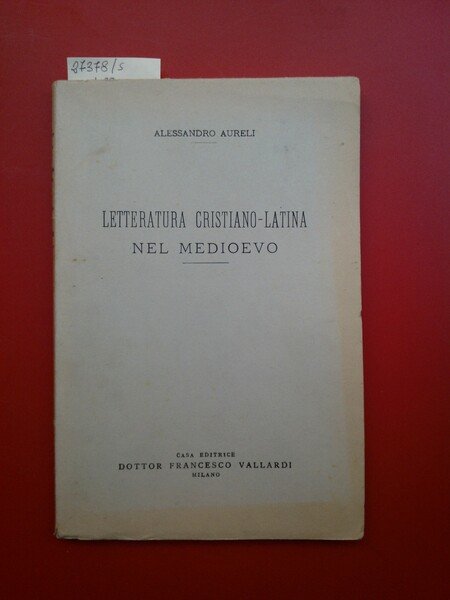 27378/s
ALESSANDRO AURELI
LETTERATURA CRISTIANO-LATINA
NEL MEDIOEVO
CASA EDITRICE
DOTTOR FRANCESCO VALLARDI
MILANO